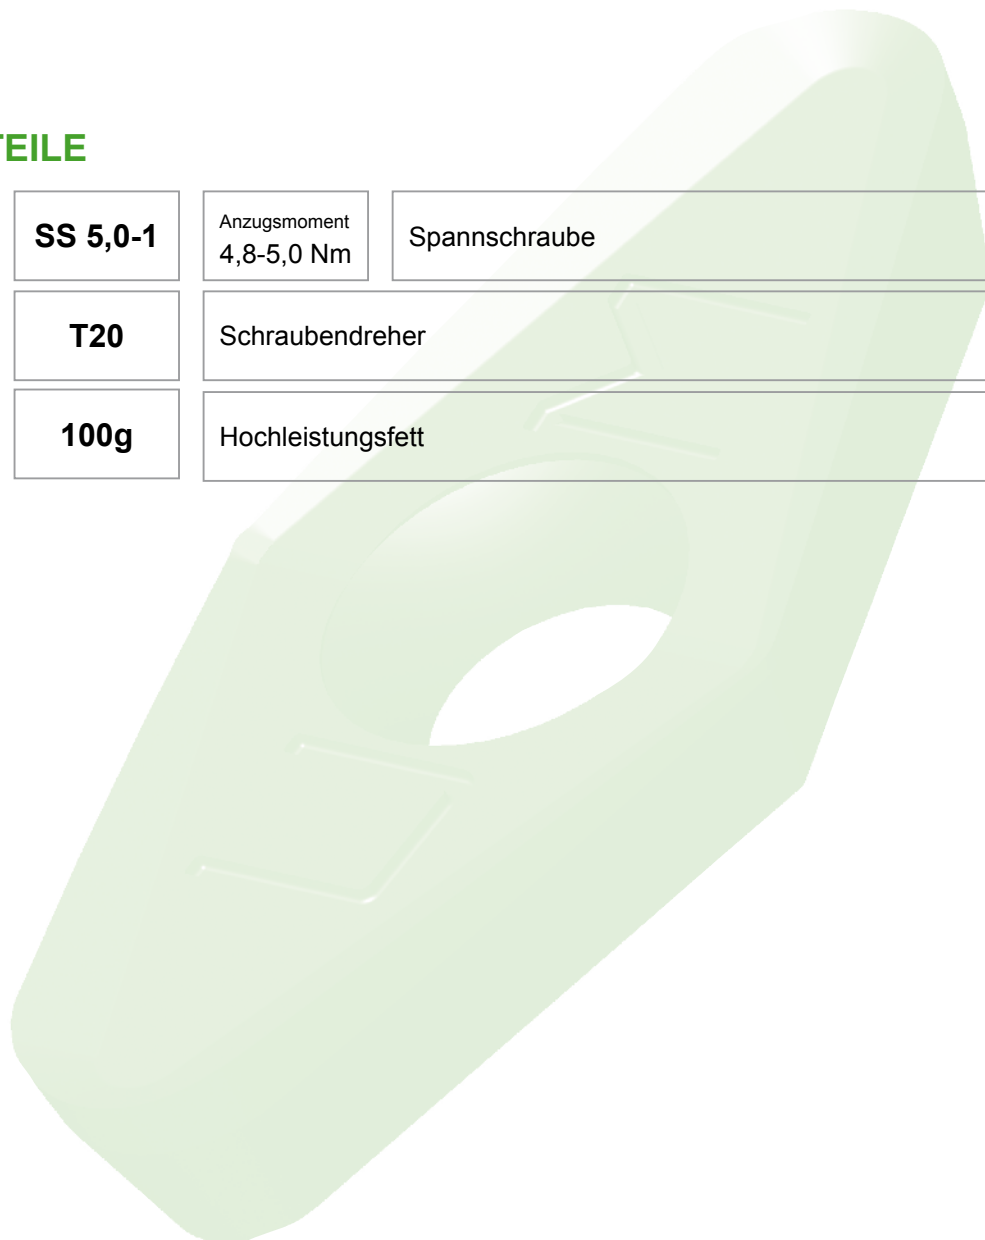 TEILE
SS 5,0-1
Anzugsmoment
4,8-5,0 Nm
Spannschraube
T20
Schraubendreher
100g
Hochleistungsfett